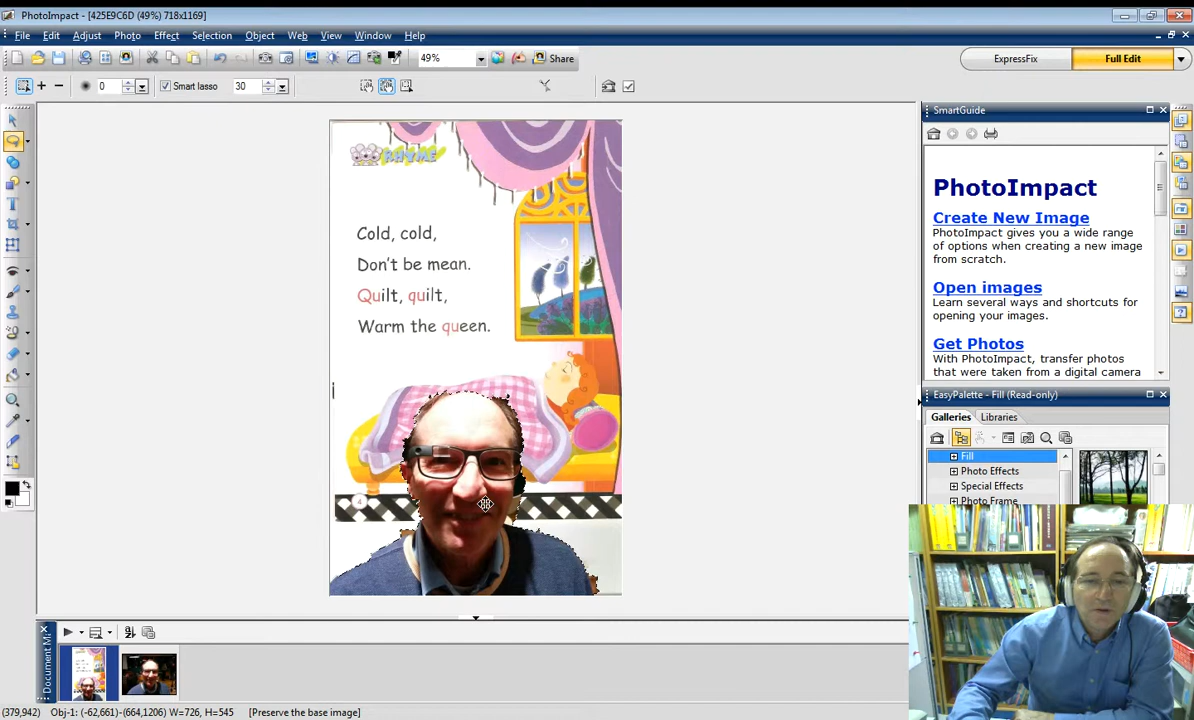 PhotoImpact - [425E9C6D (49%) 718x1169]
File Edit Adjust Photo Effect Selection Object Web View Window Help
49% Share ExpressFix Full Edit
0 Smart lasso 30
SmartGuide
PhotoImpact
Create New Image
PhotoImpact gives you a wide range
of options when creating a new image
from scratch.
Open images
Learn several ways and shortcuts for
opening your images.
Get Photos
With PhotoImpact, transfer photos
that were taken from a digital camera
RHYME
Cold, cold,
Don't be mean.
Quilt, quilt,
Warm the queen.
4
EasyPalette - Fill (Read-only)
Galleries Libraries
Fill
Photo Effects
Special Effects
Photo Frame
Document M
(379,942) Obj-1: (-62,661)-(664,1206) W=726, H=545 [Preserve the base image]